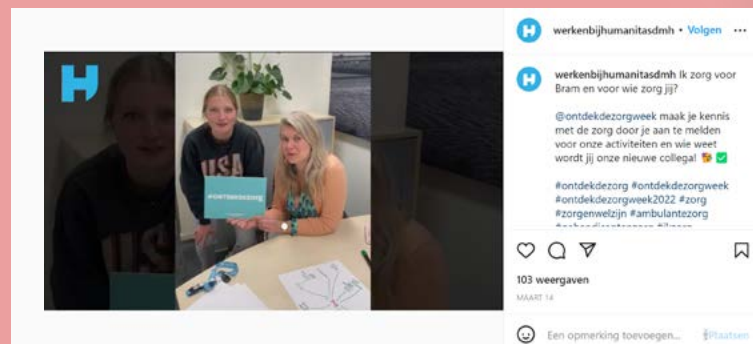 H
USA
#ONTDEKDEZORG
werkenbijhumanitasdmh • Volgen
werkenbijhumanitasdmh Ik zorg voor
Bram en voor wie zorg jij?
@ontdekdezorgweek maak je kennis
met de zorg door je aan te melden
voor onze activiteiten en wie weet
wordt jij onze nieuwe collega!
#ontdekdezorg #ontdekdezorgweek
#ontdekdezorgweek2022 #zorg
#zorgenwelzijn #ambulantezorg
103 weergaven
MAART 14
Een opmerking toevoegen...
Plaatsen